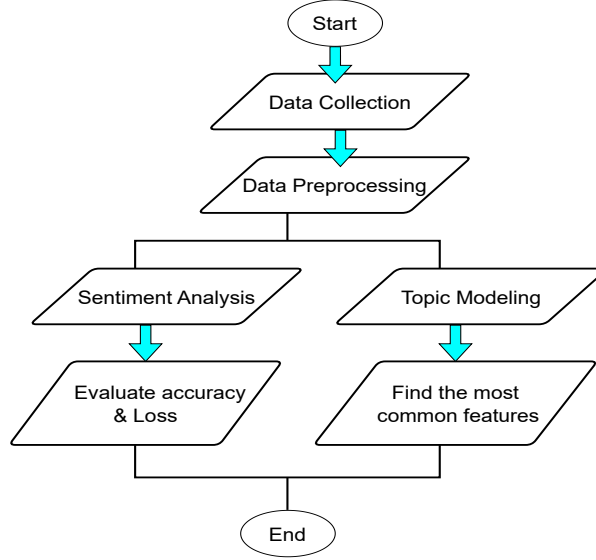 Start
Data Collection
Data Preprocessing
Sentiment Analysis
Topic Modeling
Evaluate accuracy
& Loss
Find the most
common features
End